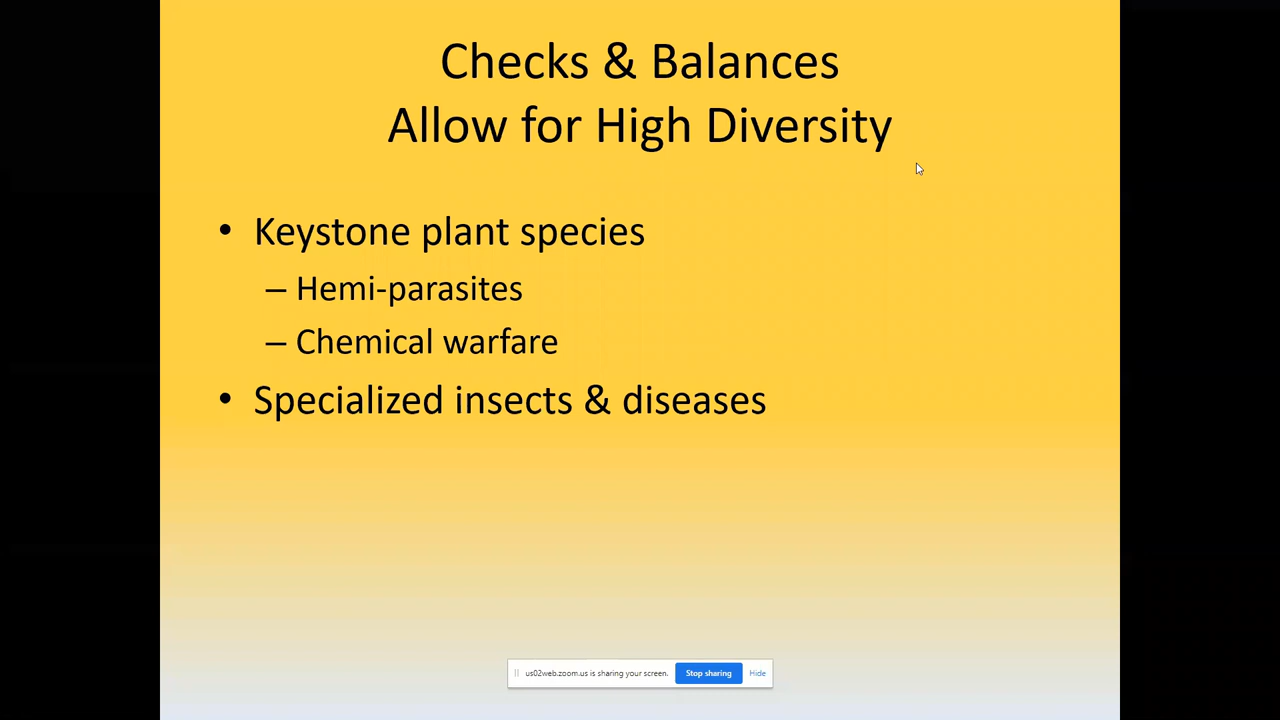 Checks & Balances
Allow for High Diversity
• Keystone plant species
– Hemi-parasites
– Chemical warfare
• Specialized insects & diseases
us02web.zoom.us is sharing your screen. Stop sharing Hide